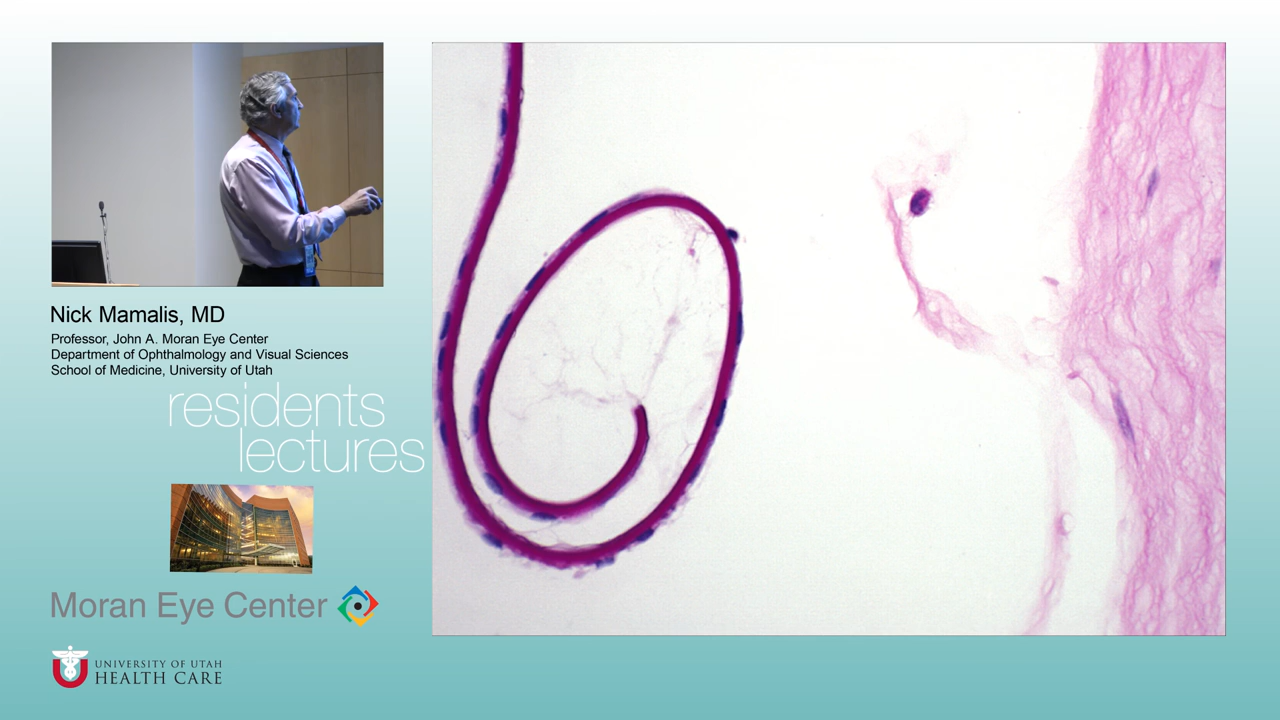 Nick Mamalis, MD
Professor, John A. Moran Eye Center
Department of Ophthalmology and Visual Sciences
School of Medicine, University of Utah
residents
lectures
Moran Eye Center
UNIVERSITY OF UTAH
HEALTH CARE